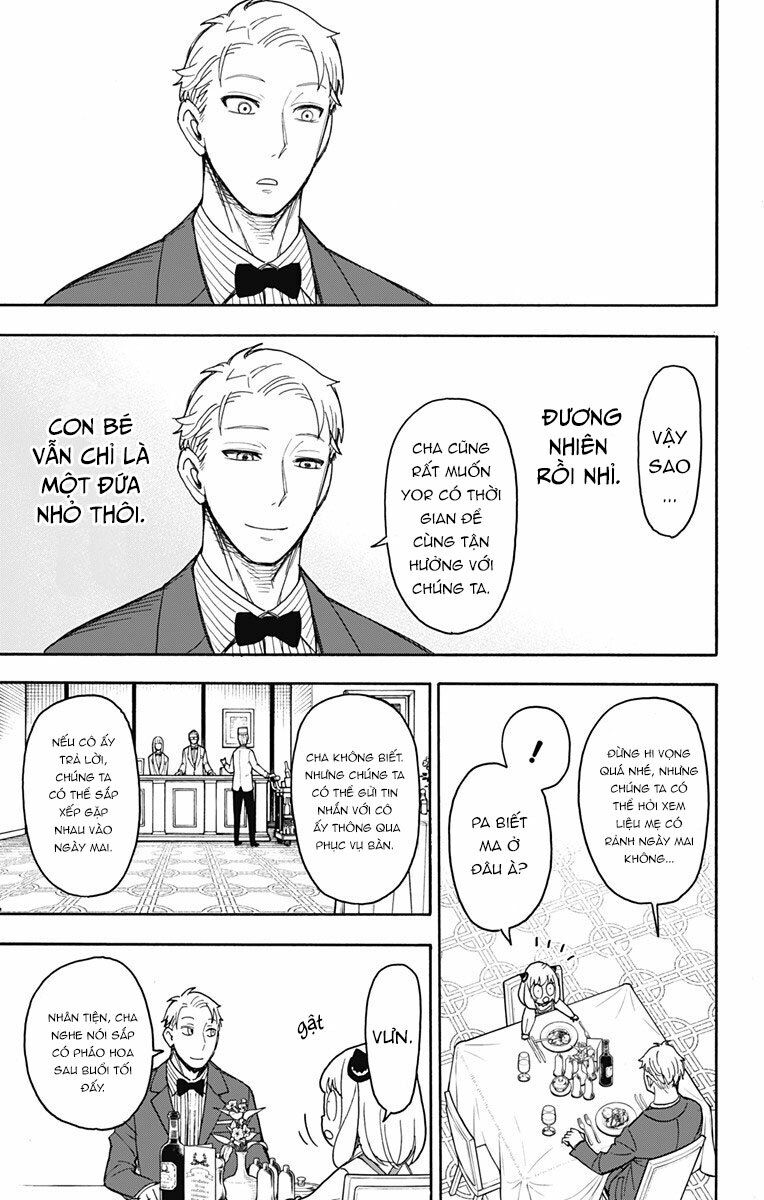 VẬY
SAO
...
ĐƯƠNG
NHIÊN
RỒI NHỈ.
CHA CŨNG
RẤT MUỐN
YOR CÓ THỜI
GIAN ĐỂ
CÙNG TẬN
HƯỞNG VỚI
CHÚNG TA.
CON BÉ
VẪN CHỈ LÀ
MỘT ĐỨA
NHỎ THÔI.
ĐỪNG HI VỌNG
QUÁ NHÉ, NHƯNG
CHÚNG TA CÓ
THỂ HỎI XEM
LIỆU MẸ CÓ
RẢNH NGÀY MAI
KHÔNG...
!
PA BIẾT
MA Ở
ĐÂU À?
CHA KHÔNG BIẾT.
NHƯNG CHÚNG TA
CÓ THỂ GỬI TIN
NHẮN VỚI CÔ
ẤY THÔNG QUA
PHỤC VỤ BÀN.
NẾU CÔ ẤY
TRẢ LỜI,
CHÚNG TA
CÓ THỂ SẮP
XẾP GẶP
NHAU VÀO
NGÀY MAI.
VƯN.
gật
NHÂN TIỆN, CHA
NGHE NÓI SẮP
CÓ PHÁO HOA
SAU BUỔI TỐI
ĐẤY.